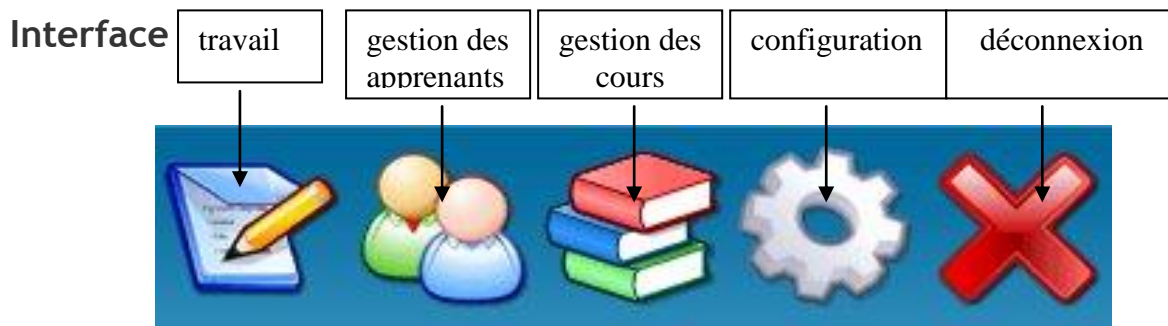 Interface
travail
gestion des
apprenants
gestion des
cours
configuration
déconnexion